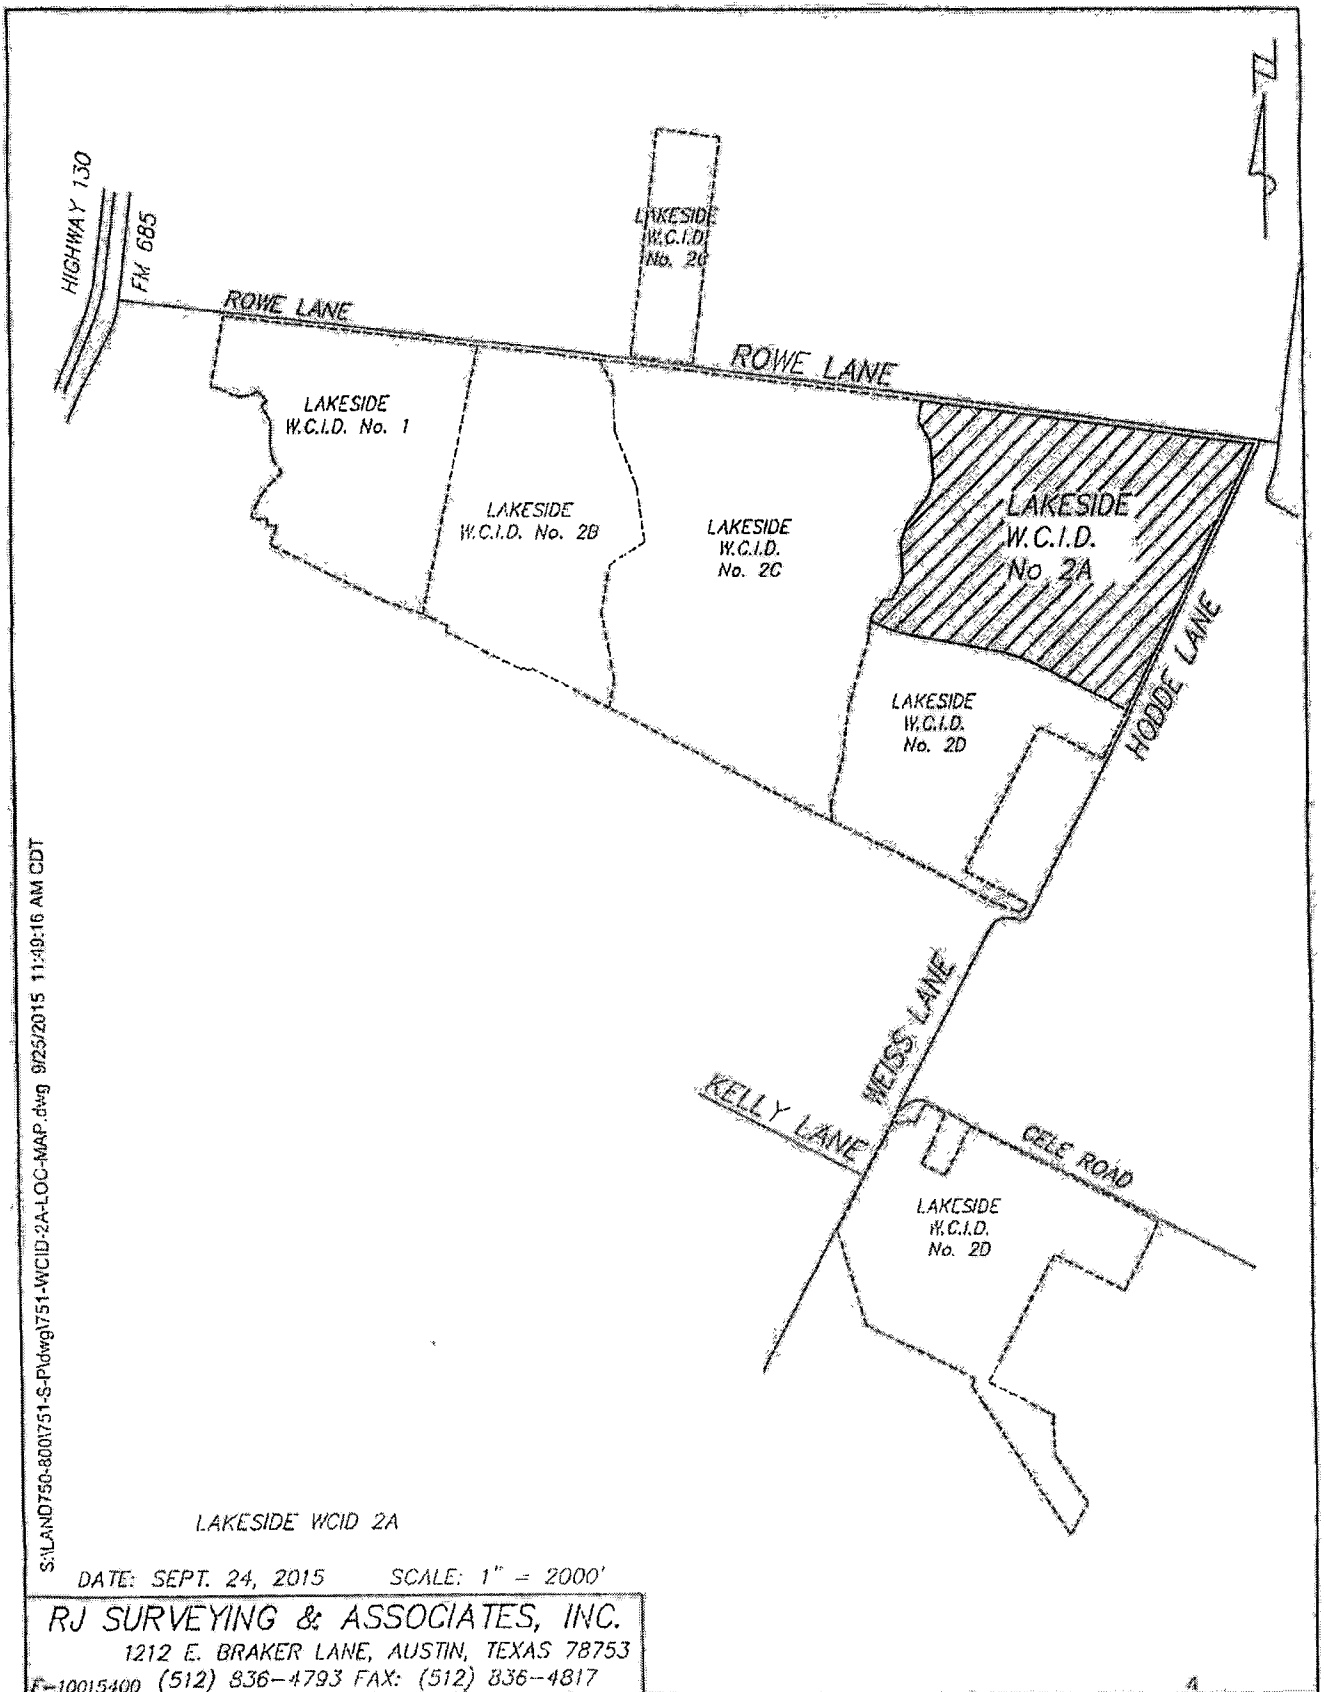 HIGHWAY 130
FM 685
LAKESIDE
W.C.I.D
No. 2C
ROWE LANE
ROWE LANE
LAKESIDE
W.C.I.D. No. 1
LAKESIDE
W.C.I.D. No. 2B
LAKESIDE
W.C.I.D.
No. 2C
LAKESIDE
W.C.I.D.
No 2A
HODDE LANE
LAKESIDE
W.C.I.D.
No. 2D
WEISS LANE
KELLY LANE
CELE ROAD
LAKESIDE
W.C.I.D.
No. 2D
S:\LAND750-800\751-S-P\dwg\751-WCID-2A-LOC-MAP.dwg 9/25/2015 11:49:16 AM CDT
LAKESIDE WCID 2A
DATE: SEPT. 24, 2015 SCALE: 1" = 2000'
RJ SURVEYING & ASSOCIATES, INC.
1212 E. BRAKER LANE, AUSTIN, TEXAS 78753
F-10015400 (512) 836-4793 FAX: (512) 836-4817